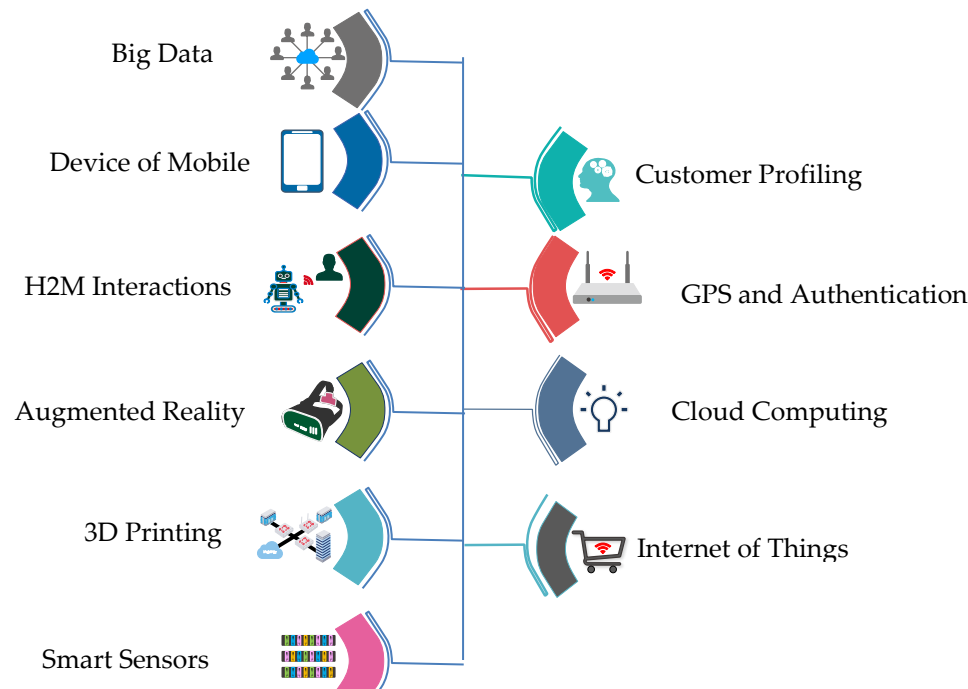 Big Data
Device of Mobile
Customer Profiling
H2M Interactions
GPS and Authentication
Augmented Reality
Cloud Computing
3D Printing
Internet of Things
Smart Sensors